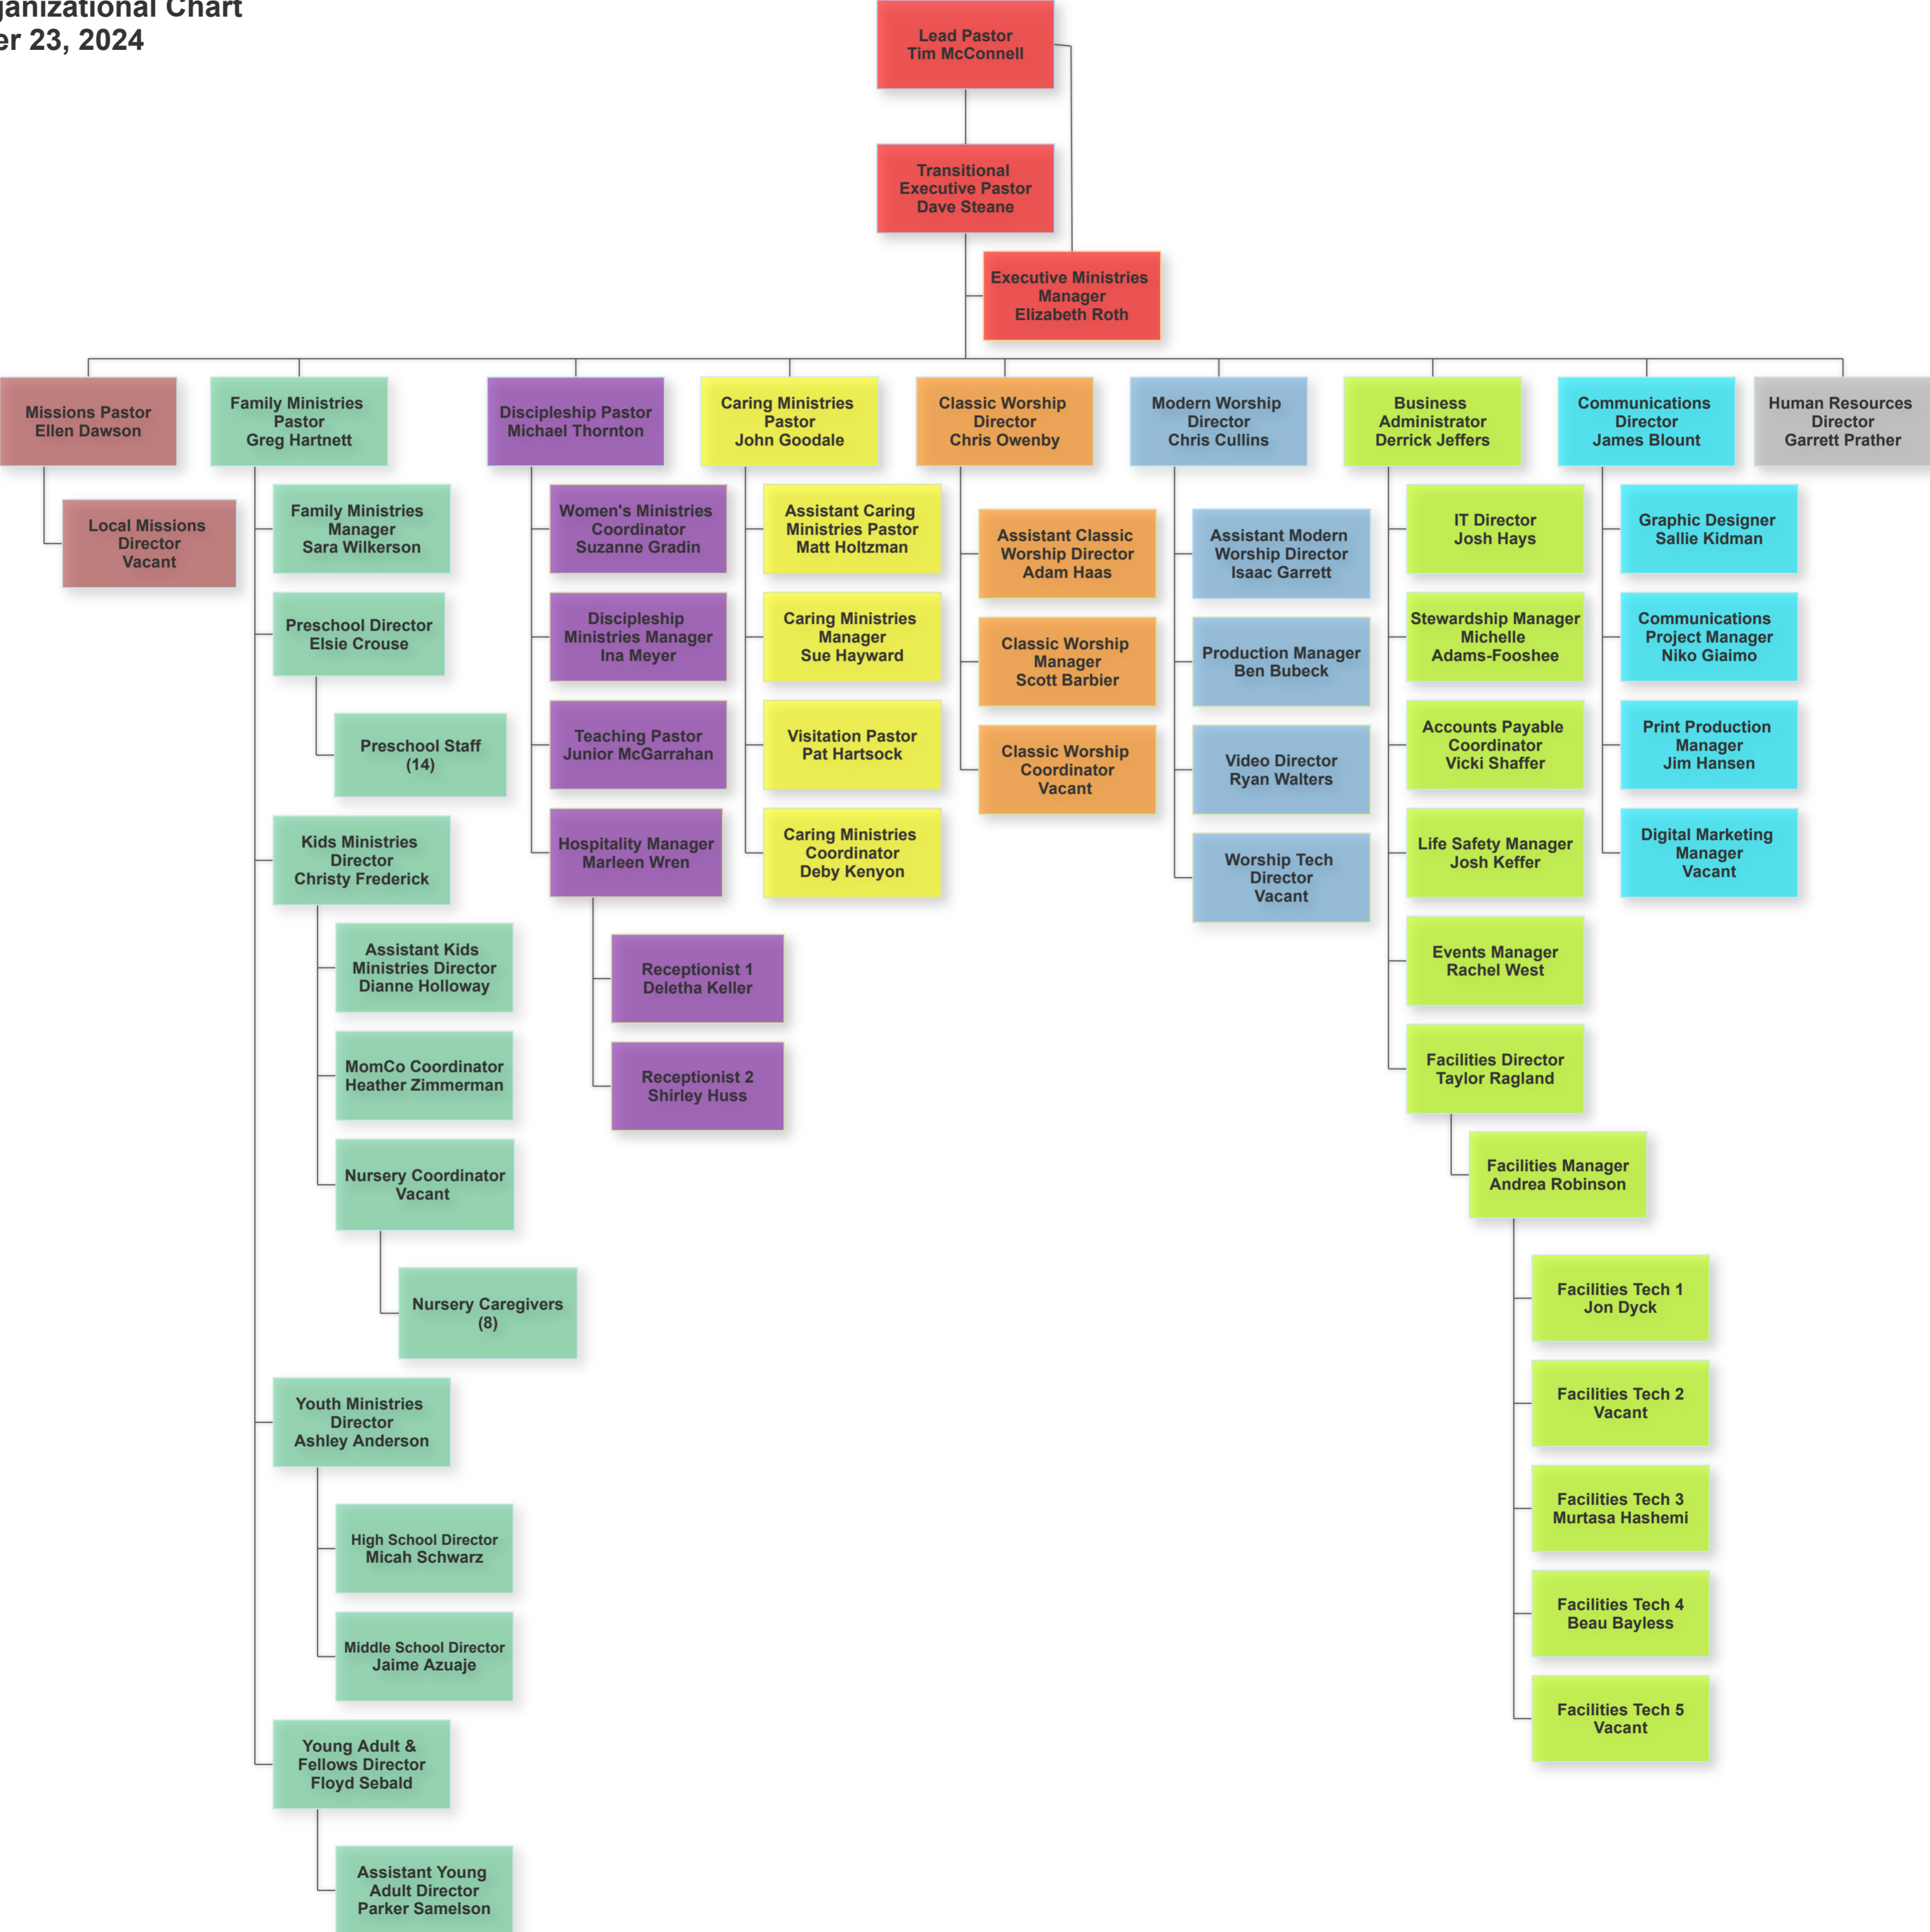 ganizational Chart
er 23, 2024
Lead Pastor
Tim McConnell
Transitional
Executive Pastor
Dave Steane
Executive Ministries
Manager
Elizabeth Roth
Missions Pastor
Ellen Dawson
Local Missions
Director
Vacant
Family Ministries
Pastor
Greg Hartnett
Family Ministries
Manager
Sara Wilkerson
Preschool Director
Elsie Crouse
Preschool Staff
(14)
Kids Ministries
Director
Christy Frederick
Assistant Kids
Ministries Director
Dianne Holloway
MomCo Coordinator
Heather Zimmerman
Nursery Coordinator
Vacant
Nursery Caregivers
(8)
Youth Ministries
Director
Ashley Anderson
High School Director
Micah Schwarz
Middle School Director
Jaime Azuaje
Young Adult &
Fellows Director
Floyd Sebald
Assistant Young
Adult Director
Parker Samelson
Discipleship Pastor
Michael Thornton
Women's Ministries
Coordinator
Suzanne Gradin
Discipleship
Ministries Manager
Ina Meyer
Teaching Pastor
Junior McGarrahan
Hospitality Manager
Marleen Wren
Receptionist 1
Deletha Keller
Receptionist 2
Shirley Huss
Caring Ministries
Pastor
John Goodale
Assistant Caring
Ministries Pastor
Matt Holtzman
Caring Ministries
Manager
Sue Hayward
Visitation Pastor
Pat Hartsock
Caring Ministries
Coordinator
Deby Kenyon
Classic Worship
Director
Chris Owenby
Assistant Classic
Worship Director
Adam Haas
Classic Worship
Manager
Scott Barbier
Classic Worship
Coordinator
Vacant
Modern Worship
Director
Chris Cullins
Assistant Modern
Worship Director
Isaac Garrett
Production Manager
Ben Bubeck
Video Director
Ryan Walters
Worship Tech
Director
Vacant
Business
Administrator
Derrick Jeffers
IT Director
Josh Hays
Stewardship Manager
Michelle
Adams-Fooshee
Accounts Payable
Coordinator
Vicki Shaffer
Life Safety Manager
Josh Keffer
Events Manager
Rachel West
Facilities Director
Taylor Ragland
Facilities Manager
Andrea Robinson
Facilities Tech 1
Jon Dyck
Facilities Tech 2
Vacant
Facilities Tech 3
Murtasa Hashemi
Facilities Tech 4
Beau Bayless
Facilities Tech 5
Vacant
Communications
Director
James Blount
Graphic Designer
Sallie Kidman
Communications
Project Manager
Niko Giaimo
Print Production
Manager
Jim Hansen
Digital Marketing
Manager
Vacant
Human Resources
Director
Garrett Prather